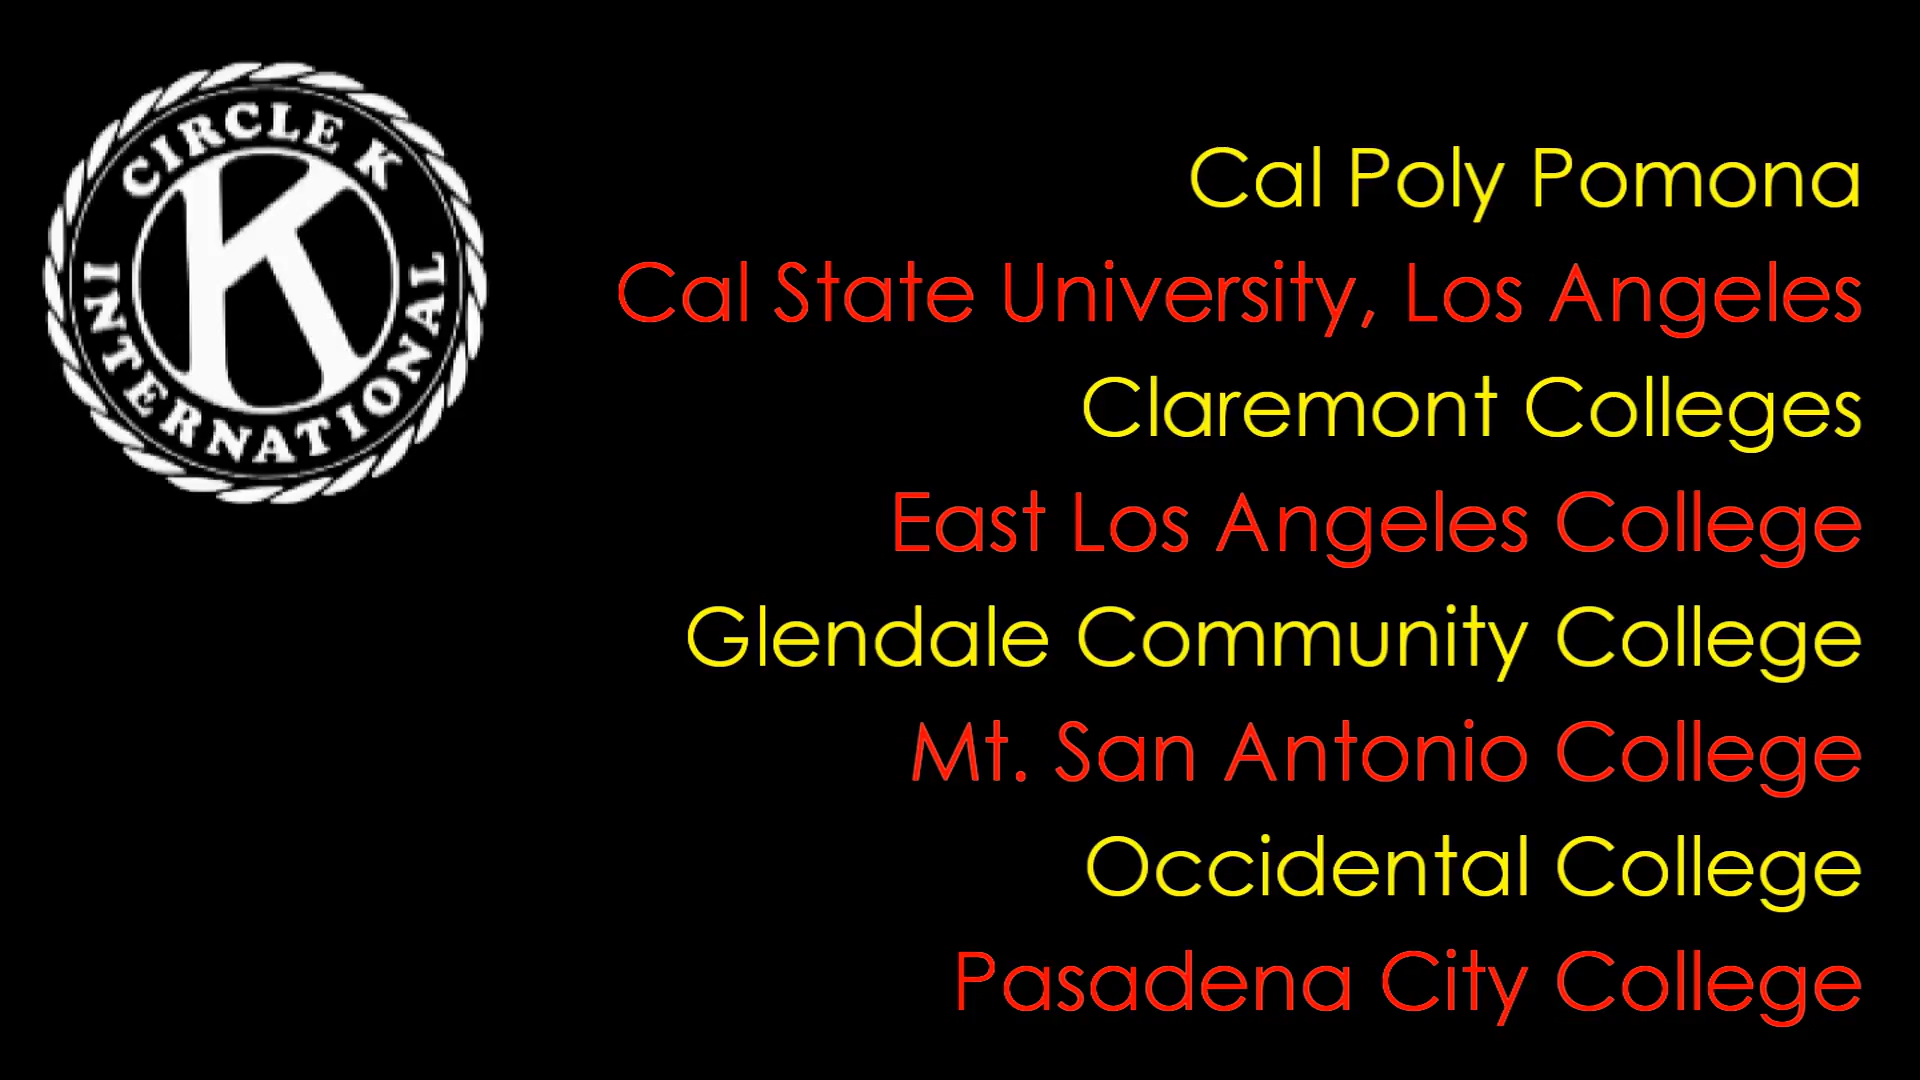 CIRCLE K
INTERNATIONAL
K
Cal Poly Pomona
Cal State University, Los Angeles
Claremont Colleges
East Los Angeles College
Glendale Community College
Mt. San Antonio College
Occidental College
Pasadena City College